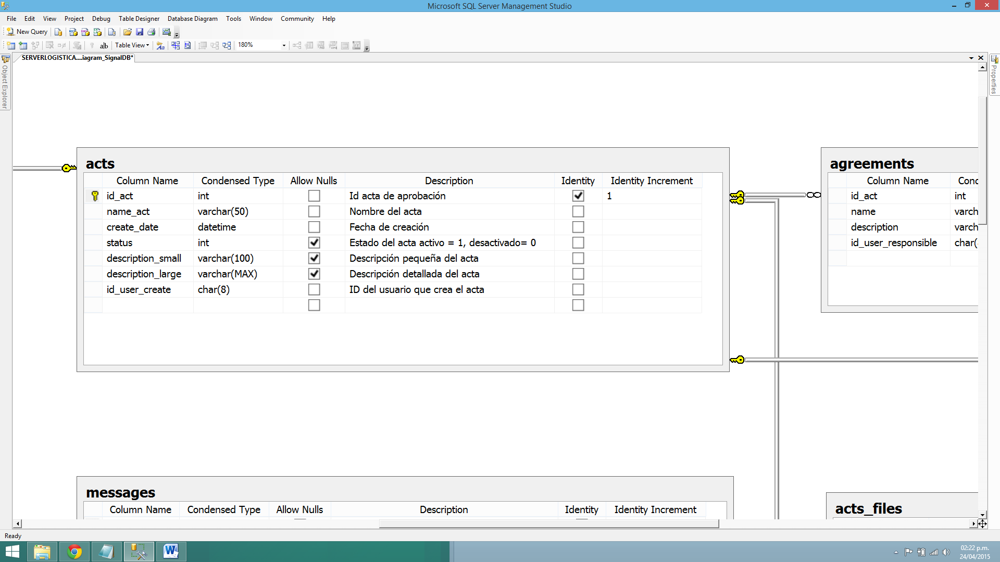 Microsoft SQL Server Management Studio
File Edit View Project Debug Table Designer Database Diagram Tools Window Community Help
New Query
ab Table View 180%
SERVERLOGISTICA....iagram_SignalDB*
Object Explorer
Properties
acts
Column Name Condensed Type Allow Nulls Description Identity Identity Increment
id_act int Id acta de aprobación 1
name_act varchar(50) Nombre del acta
create_date datetime Fecha de creación
status int Estado del acta activo = 1, desactivado= 0
description_small varchar(100) Descripción pequeña del acta
description_large varchar(MAX) Descripción detallada del acta
id_user_create char(8) ID del usuario que crea el acta
agreements
Column Name Conc
id_act int
name varch
description varch
id_user_responsible char(
messages
Column Name Condensed Type Allow Nulls Description Identity Identity Increment
acts_files
Ready
02:22 p.m.
24/04/2015